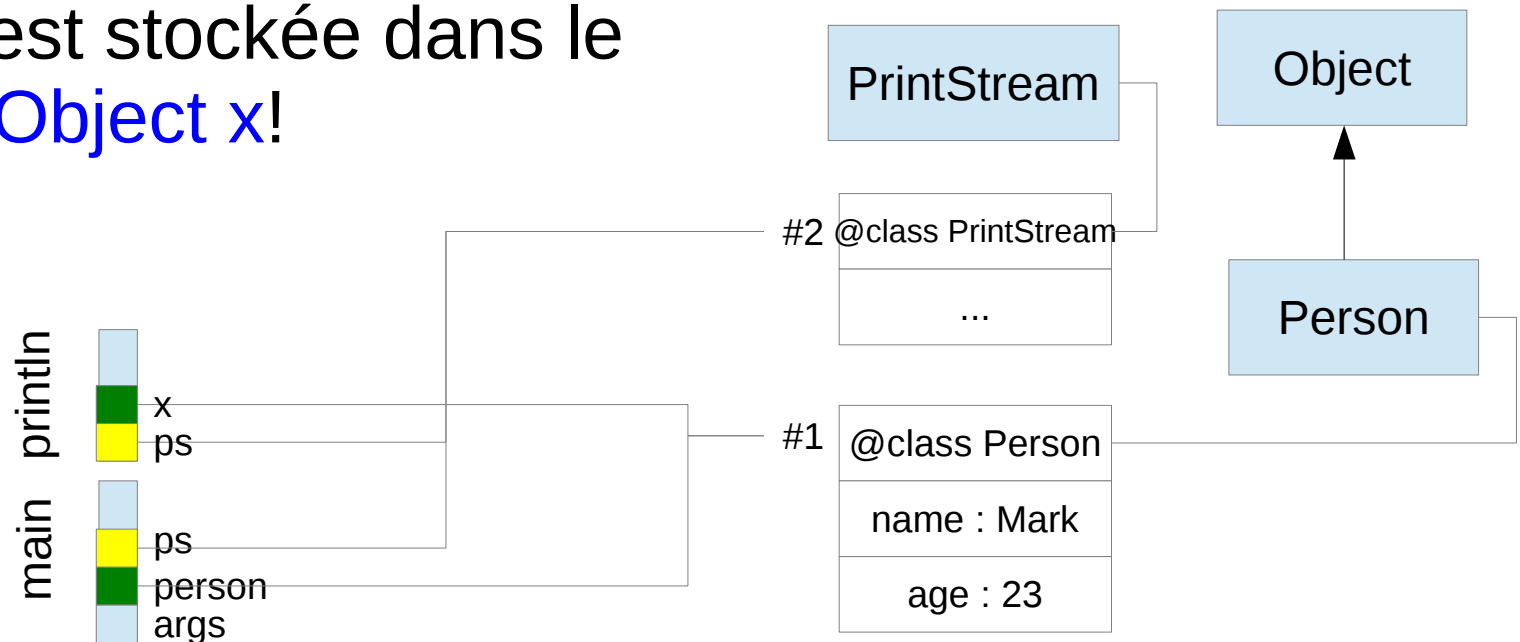 est stockée dans le
Object x!
PrintStream
Object
#2
@class PrintStream
...
Person
println
x
ps
#1
@class Person
name : Mark
age : 23
main
ps
person
args